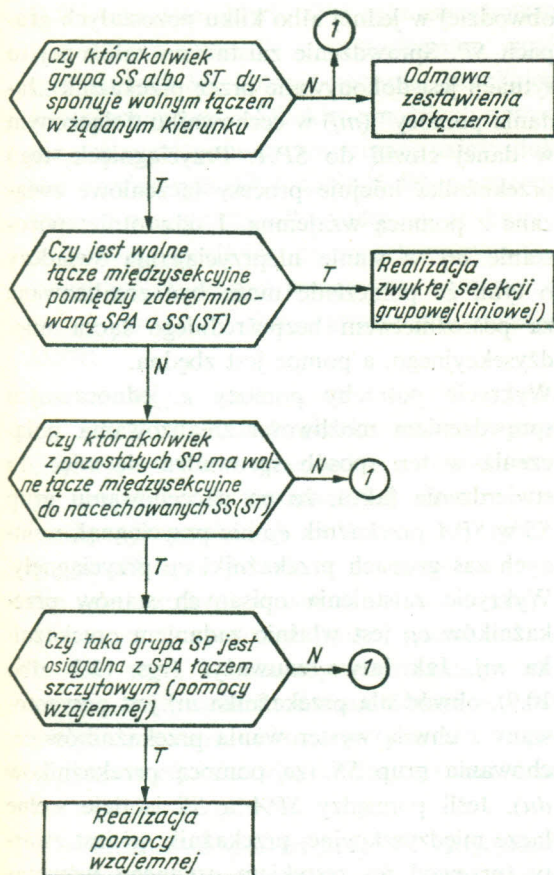 1
Czy którakolwiek
grupa SS albo ST dy-
sponuje wolnym łączem
w żądanym kierunku
N
Odmowa
zestawienia
połączenia
T
Czy jest wolne
łącze międzysekcyjne
pomiędzy zdetermino-
waną SPA a SS(ST)
T
Realizacja
zwykłej selekcji
grupowej(liniowej)
N
Czy którakolwiek
z pozostałych SP ma wol-
ne łącze międzysekcyjne
do nacechowanych SS(ST)
N
1
T
Czy taka grupa SP jest
osiągalna z SPA łączem
szczytowym (pomocy
wzajemnej)
N
1
T
Realizacja
pomocy
wzajemnej